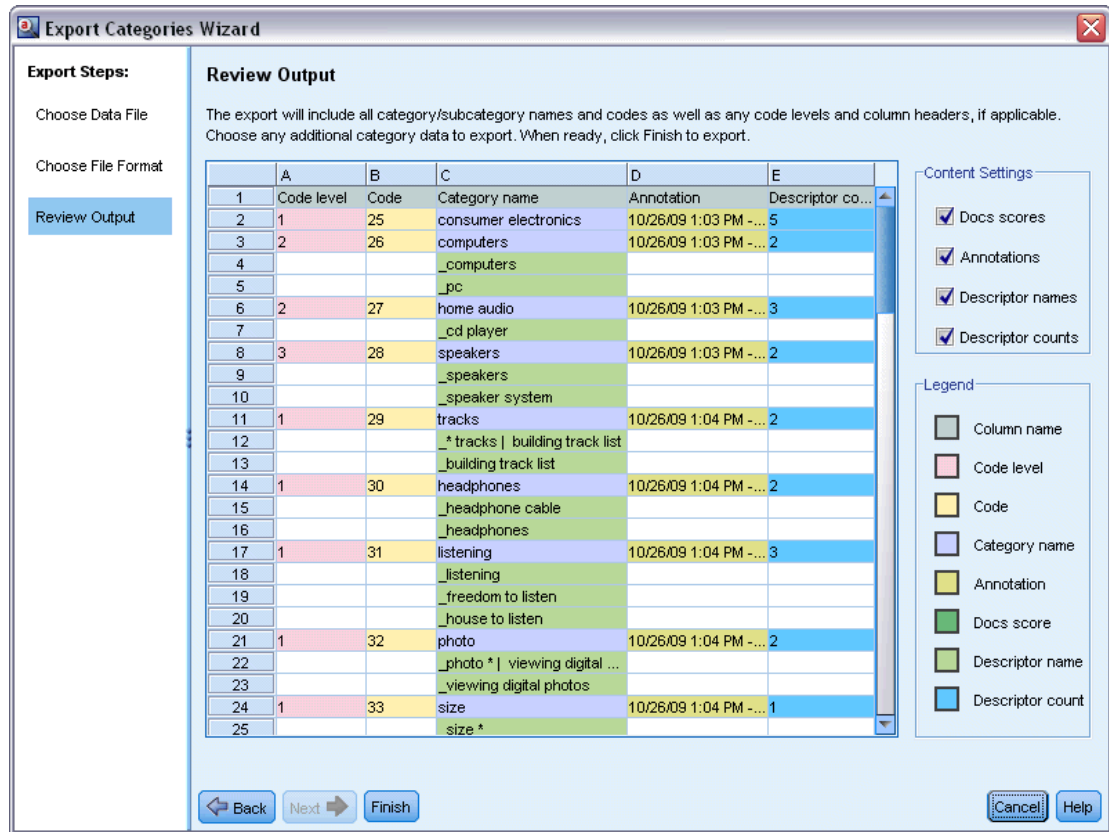 Export Categories Wizard
Export Steps:
Choose Data File
Choose File Format
Review Output
Review Output
The export will include all category/subcategory names and codes as well as any code levels and column headers, if applicable.
Choose any additional category data to export. When ready, click Finish to export.
A B C D E
1 Code level Code Category name Annotation Descriptor co...
2 1 25 consumer electronics 10/26/09 1:03 PM -... 5
3 2 26 computers 10/26/09 1:03 PM -... 2
4 _computers
5 _pc
6 2 27 home audio 10/26/09 1:03 PM -... 3
7 _cd player
8 3 28 speakers 10/26/09 1:03 PM -... 2
9 _speakers
10 _speaker system
11 1 29 tracks 10/26/09 1:04 PM -... 2
12 _* tracks | building track list
13 _building track list
14 1 30 headphones 10/26/09 1:04 PM -... 2
15 _headphone cable
16 _headphones
17 1 31 listening 10/26/09 1:04 PM -... 3
18 _listening
19 _freedom to listen
20 _house to listen
21 1 32 photo 10/26/09 1:04 PM -... 2
22 _photo * | viewing digital ...
23 _viewing digital photos
24 1 33 size 10/26/09 1:04 PM -... 1
25 _size *
Content Settings
Docs scores
Annotations
Descriptor names
Descriptor counts
Legend
Column name
Code level
Code
Category name
Annotation
Docs score
Descriptor name
Descriptor count
Back
Next
Finish
Cancel
Help